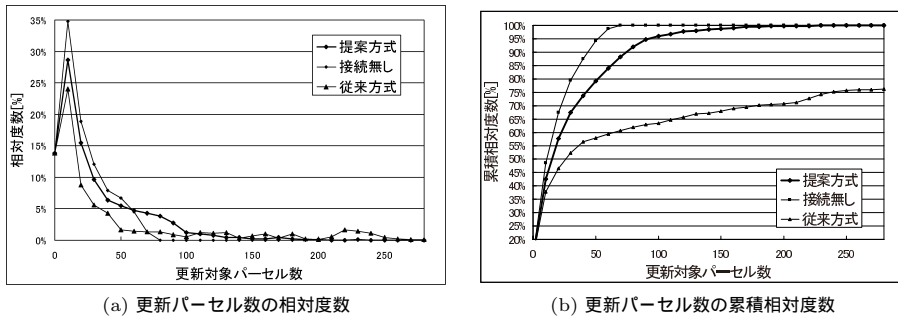 35%
30%
25%
20%
15%
10%
5%
0%
相対度数[%]
提案方式
接続無し
従来方式
0 50 100 150 200 250
更新対象パーセル数
(a) 更新パーセル数の相対度数
100%
95%
90%
85%
80%
75%
70%
65%
60%
55%
50%
45%
40%
35%
30%
25%
20%
累積相対度数[%]
提案方式
接続無し
従来方式
0 50 100 150 200 250
更新対象パーセル数
(b) 更新パーセル数の累積相対度数